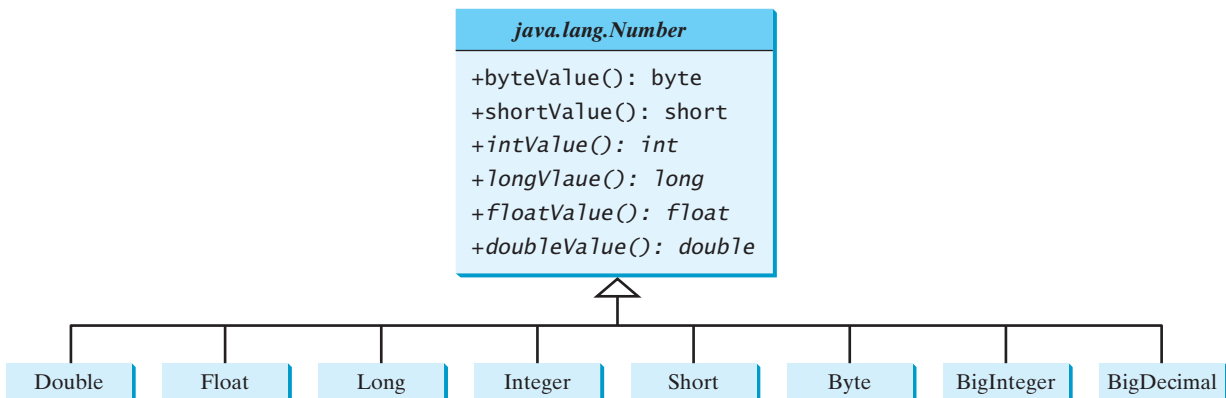 java.lang.Number
+byteValue(): byte
+shortValue(): short
+intValue(): int
+longVlaue(): long
+floatValue(): float
+doubleValue(): double
Double Float Long Integer Short Byte BigInteger BigDecimal